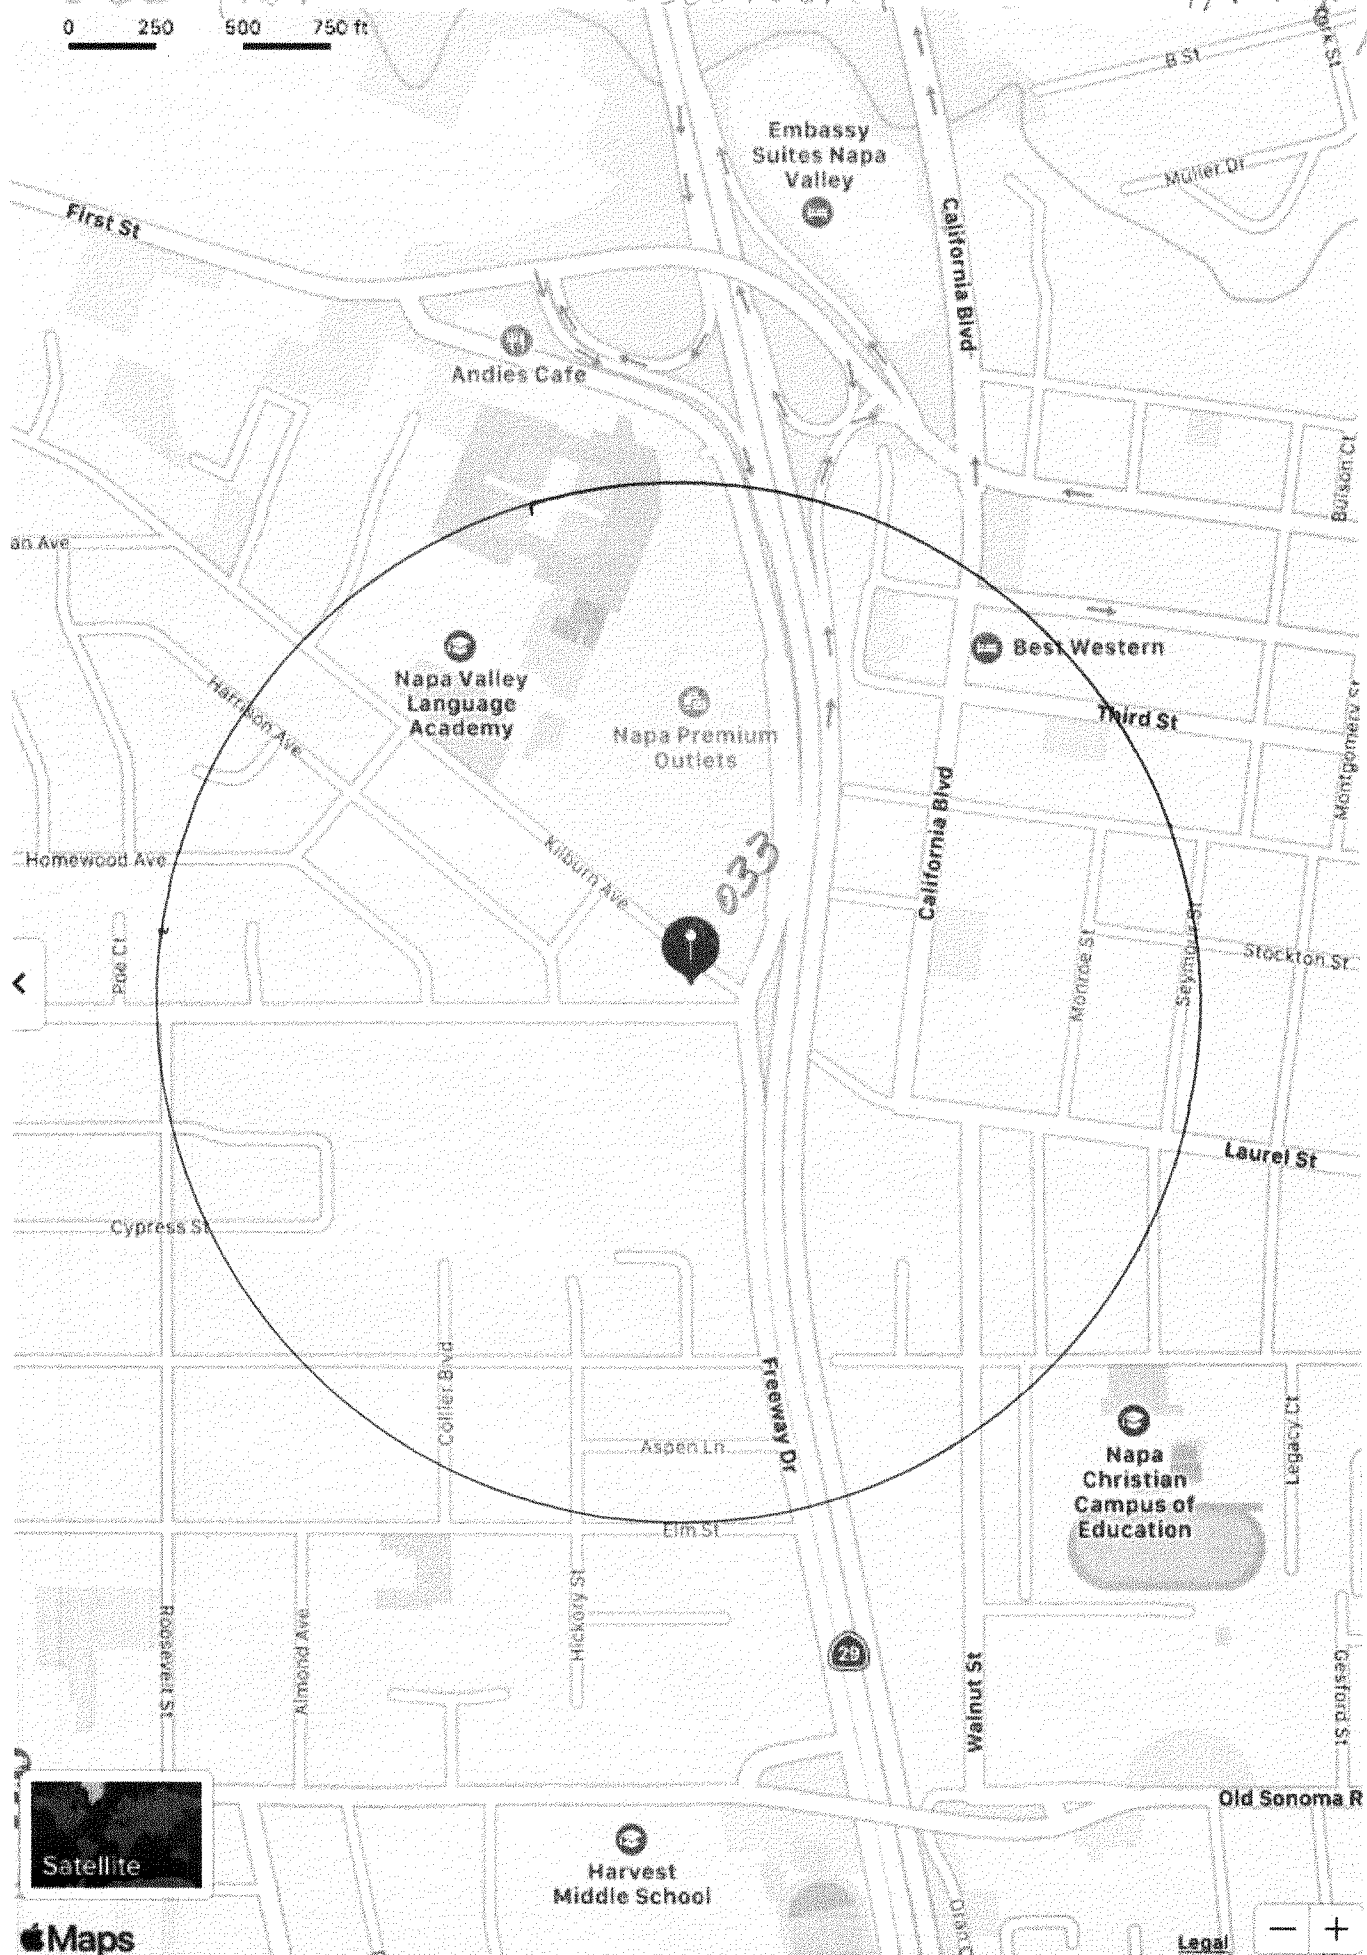 0 250 500 750 ft
B St
Embassy
Suites Napa
Valley
Muller Dr
First St
California Blvd
Andies Cafe
Buison Ct
an Ave
Best Western
Napa Valley
Language
Academy
Harrison Ave
Napa Premium
Outlets
Third St
Montgomery St
California Blvd
033
Homewood Ave
Kilburn Ave
Poe Ct
Monroe St
Seymour St
Stockton St
Laurel St
Cypress St
Collier Blvd
Freeway Dr
Aspen Ln
Legacy Ct
Napa
Christian
Campus of
Education
Elm St
Roosevelt St
Almond Ave
Hickory St
29
Walnut St
Gesford St
Old Sonoma R
Satellite
Harvest
Middle School
Maps
Legal